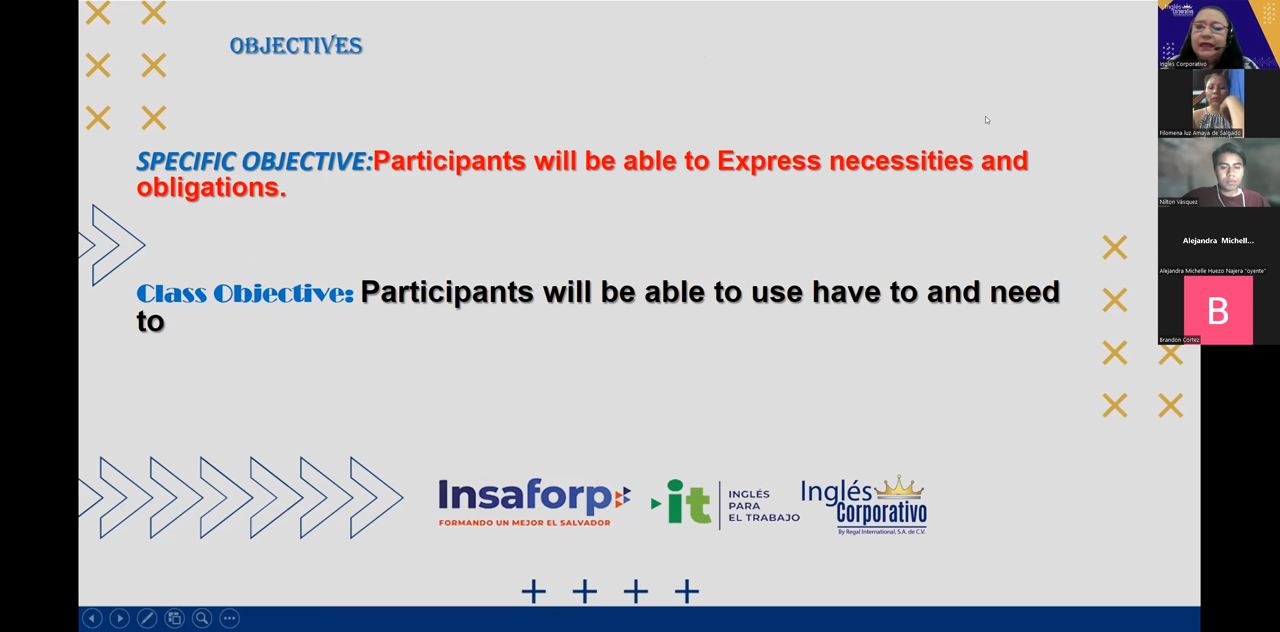 OBJECTIVES
SPECIFIC OBJECTIVE:Participants will be able to Express necessities and
obligations.
Class Objective: Participants will be able to use have to and need
to
Insaforp
FORMANDO UN MEJOR EL SALVADOR
it
INGLÉS
PARA
EL TRABAJO
Inglés
Corporativo
By Regal International, S.A. de C.V.
Inglés
Corporativo
Inglés Corporativo
Filomena luz Amaya de Salgado
Nilton Vásquez
Alejandra Michell...
Alejandra Michelle Huezo Najera "oyente"
B
Brandon Cortez